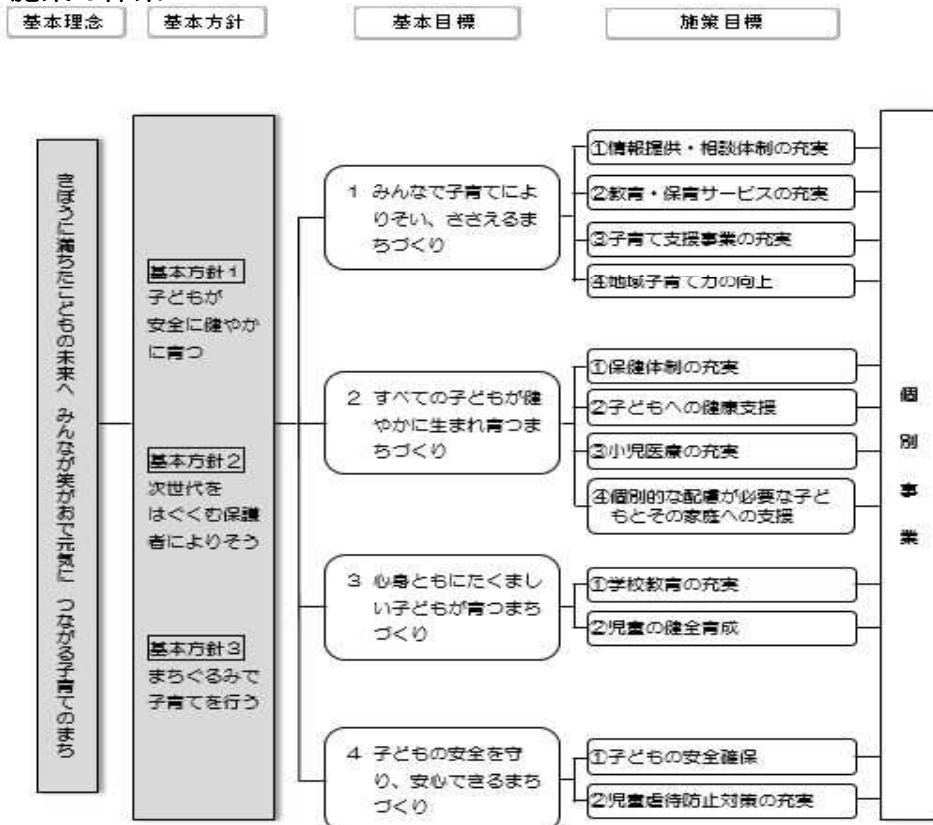 基本理念
基本方針
基本目標
施策目標
きぼうに満ちたこどもの未来へ みんなが笑がおで元気に つながる子育てのまち
基本方針1
子どもが
安全に健やか
に育つ
基本方針2
次世代を
はぐくむ保護
者によりそう
基本方針3
まちぐるみで
子育てを行う
1 みんなで子育てによ
りそい、ささえるま
ちづくり
①情報提供・相談体制の充実
②教育・保育サービスの充実
③子育て支援事業の充実
④地域子育て力の向上
2 すべての子どもが健
やかに生まれ育つま
ちづくり
①保健体制の充実
②子どもへの健康支援
③小児医療の充実
④個別的な配慮が必要な子ど
もとその家庭への支援
3 心身ともにたくまし
い子どもが育つまち
づくり
①学校教育の充実
②児童の健全育成
4 子どもの安全を守
り、安心できるまち
づくり
①子どもの安全確保
②児童虐待防止対策の充実
個別事業